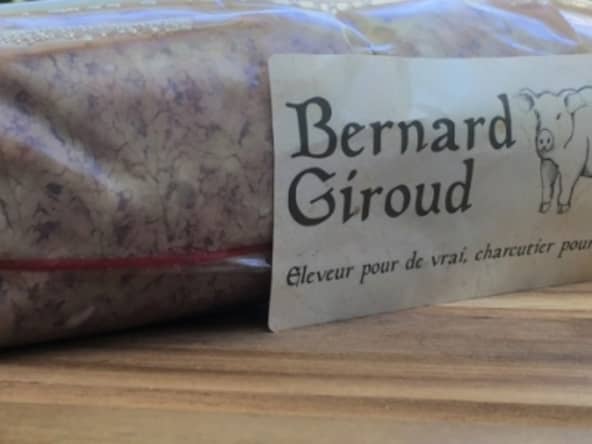 Bernard
Giroud
Eleveur pour de vrai, charcutier pour